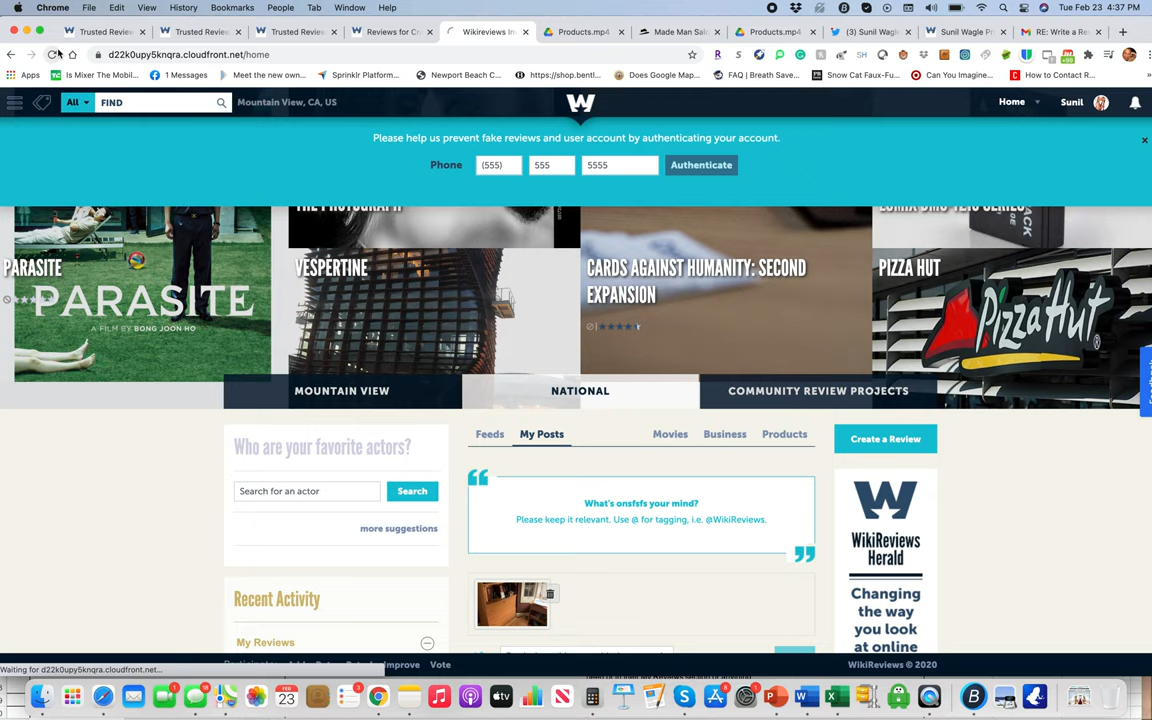 Chrome File Edit View History Bookmarks People Tab Window Help Tue Feb 23 4:37 PM
Trusted Review Trusted Review Trusted Review Reviews for Cr Wikireviews Im Products.mp4 Made Man Sal Products.mp4 (3) Sunil Wagl Sunil Wagle Pr RE: Write a Re
d22k0upy5knqra.cloudfront.net/home
Apps Is Mixer The Mobil... 1 Messages Meet the new own... Sprinklr Platform... Newport Beach C... https://shop.bentl... Does Google Map... FAQ | Breath Save... Snow Cat Faux-Fu... Can You Imagine... How to Contact R...
All FIND Mountain View, CA, US W Home Sunil
Please help us prevent fake reviews and user account by authenticating your account.
Phone (555) 555 5555 Authenticate
THE PHOTOGRAPH
PARASITE VESPERTINE CARDS AGAINST HUMANITY: SECOND EXPANSION PIZZA HUT
PARASITE
A FILM BY BONG JOON HO
Pizza Hut
MOUNTAIN VIEW NATIONAL COMMUNITY REVIEW PROJECTS
Who are your favorite actors?
Search for an actor Search
more suggestions
Recent Activity
My Reviews
Feeds My Posts Movies Business Products
What's onsfsfs your mind?
Please keep it relevant. Use @ for tagging, i.e. @WikiReviews.
Create a Review
W
WikiReviews
Herald
Changing
the way
you look
at online
Waiting for d22k0upy5knqra.cloudfront.net...
Improve Vote WikiReviews © 2020